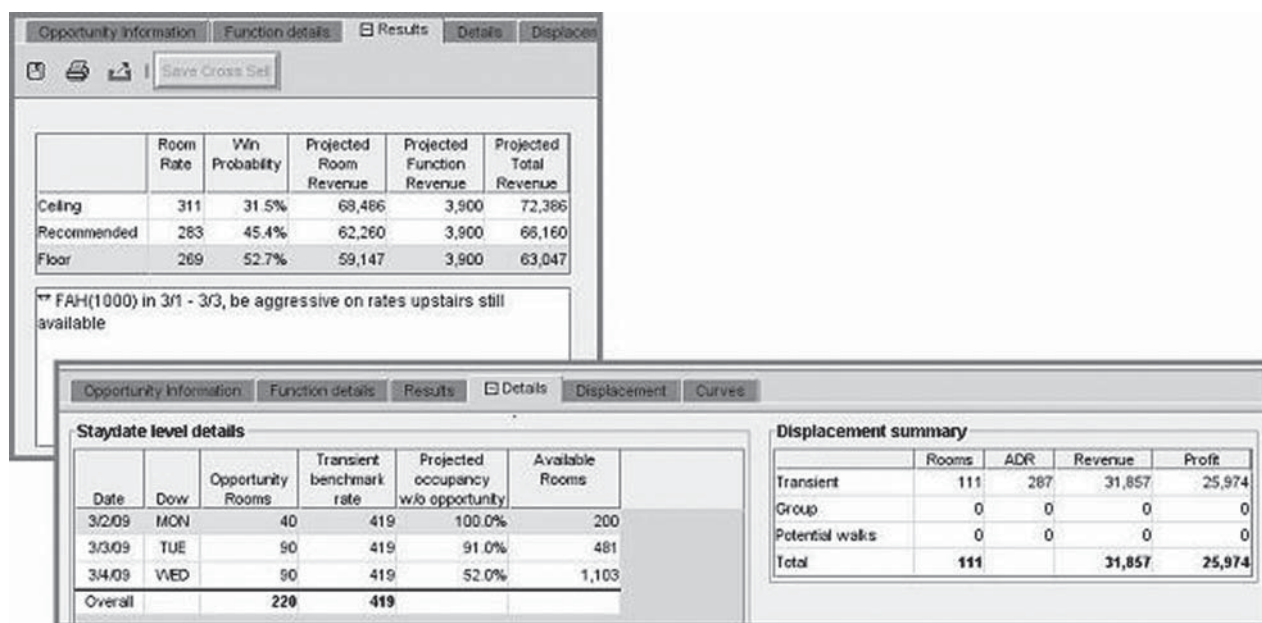 Opportunity Information Function details Results Details Displacem
Save Cross Sell
Room Rate Win Probability Projected Room Revenue Projected Function Revenue Projected Total Revenue
Ceiling 311 31.5% 68,486 3,900 72,386
Recommended 283 45.4% 62,260 3,900 66,160
Floor 269 52.7% 59,147 3,900 63,047
** FAH(1000) in 3/1 - 3/3, be aggressive on rates upstairs still
available
Opportunity Information Function details Results Details Displacement Curves
Staydate level details
Date Dow Opportunity Rooms Transient benchmark rate Projected occupancy w/o opportunity Available Rooms
3/2/09 MON 40 419 100.0% 200
3/3/09 TUE 90 419 91.0% 481
3/4/09 WED 90 419 52.0% 1,103
Overall 220 419
Displacement summary
Rooms ADR Revenue Profit
Transient 111 287 31,857 25,974
Group 0 0 0 0
Potential walks 0 0 0 0
Total 111 31,857 25,974